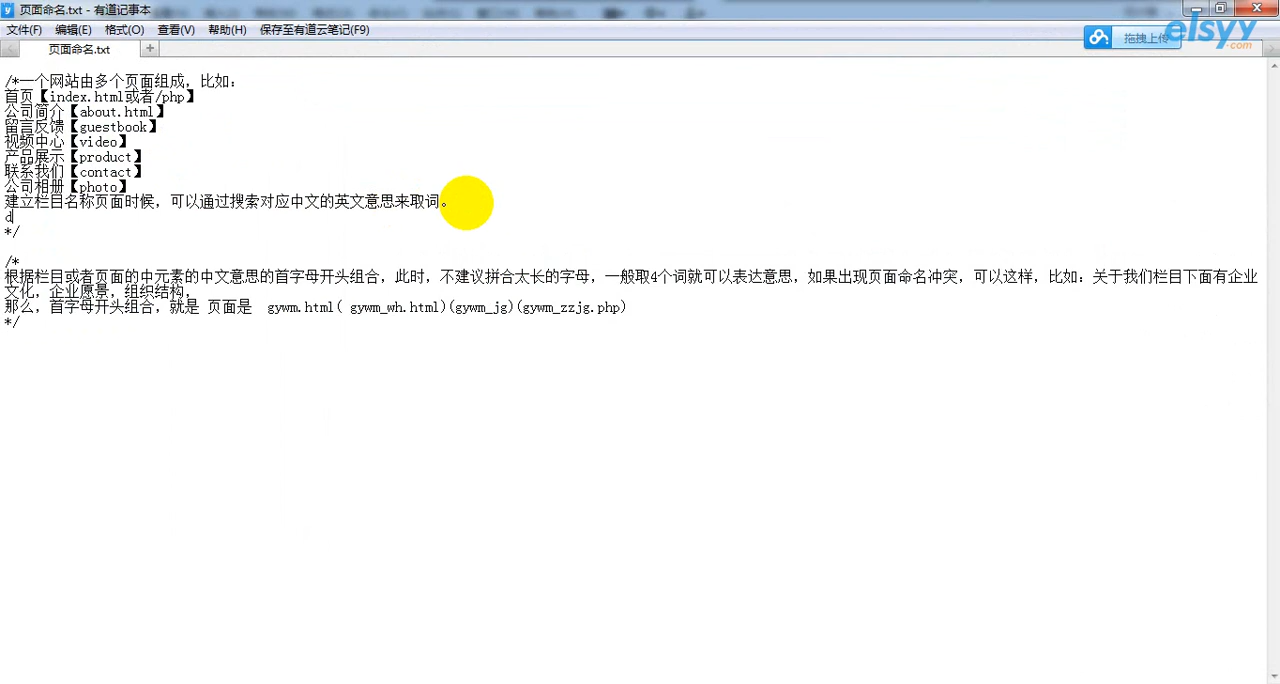 页面命名.txt - 有道记事本
文件(F) 编辑(E) 格式(O) 查看(V) 帮助(H) 保存至有道云笔记(F9)
页面命名.txt
拖拽上传
elsyy
.com
/*一个网站由多个页面组成，比如：
首页【index.html或者/php】
公司简介【about.html】
留言反馈【guestbook】
视频中心【video】
产品展示【product】
联系我们【contact】
公司相册【photo】
建立栏目名称页面时候，可以通过搜索对应中文的英文意思来取词。
d
*/
/*
根据栏目或者页面的中元素的中文意思的首字母开头组合，此时，不建议拼合太长的字母，一般取4个词就可以表达意思，如果出现页面命名冲突，可以这样，比如：关于我们栏目下面有企业
文化，企业愿景，组织结构，
那么，首字母开头组合，就是 页面是  gywm.html( gywm_wh.html)(gywm_jg)(gywm_zzjg.php)
*/